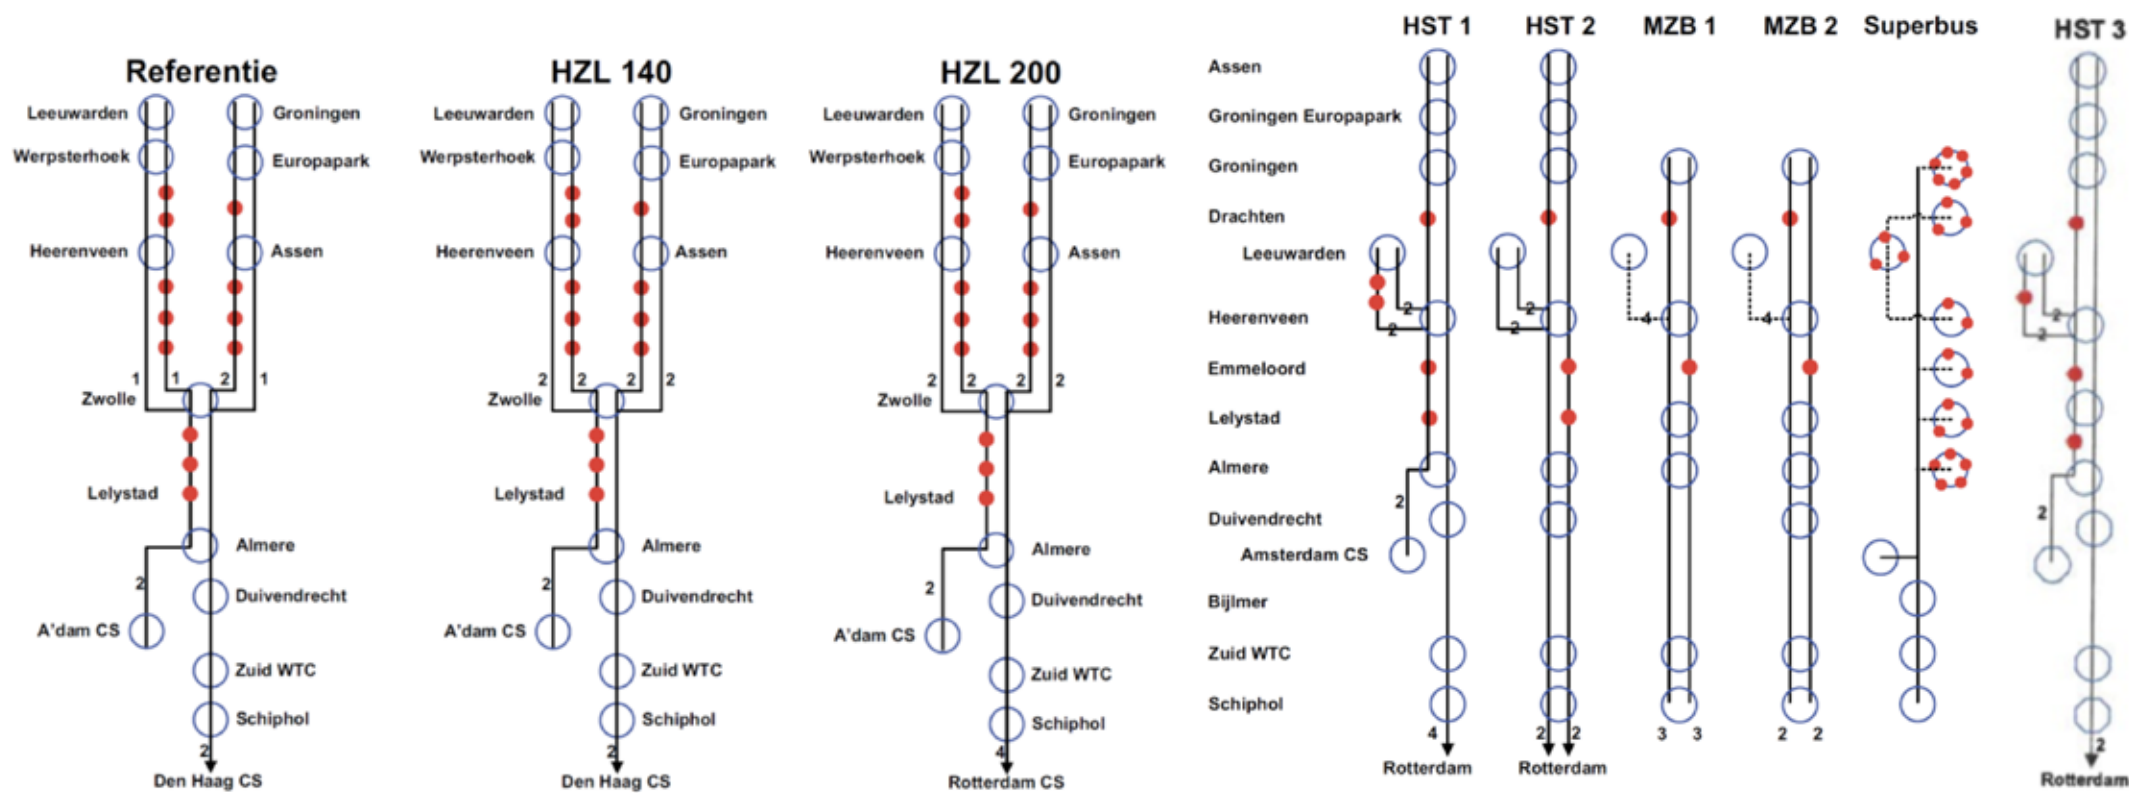 Referentie
Leeuwarden
Groningen
Werpsterhoek
Europapark
Heerenveen
Assen
1
1
2
1
Zwolle
Lelystad
Almere
2
Duivendrecht
A'dam CS
Zuid WTC
Schiphol
2
Den Haag CS
HZL 140
Leeuwarden
Groningen
Werpsterhoek
Europapark
Heerenveen
Assen
2
2
2
2
Zwolle
Lelystad
Almere
2
Duivendrecht
A'dam CS
Zuid WTC
Schiphol
2
Den Haag CS
HZL 200
Leeuwarden
Groningen
Werpsterhoek
Europapark
Heerenveen
Assen
2
2
2
2
Zwolle
Lelystad
Almere
2
Duivendrecht
A'dam CS
Zuid WTC
Schiphol
4
Rotterdam CS
HST 1
HST 2
MZB 1
MZB 2
Superbus
HST 3
Assen
Groningen Europapark
Groningen
Drachten
Leeuwarden
2
2
2
Heerenveen
2
2
4
4
2
Emmeloord
Lelystad
Almere
2
2
Duivendrecht
Amsterdam CS
Bijlmer
Zuid WTC
Schiphol
4
2
2
3
3
2
2
2
Rotterdam
Rotterdam
Rotterdam